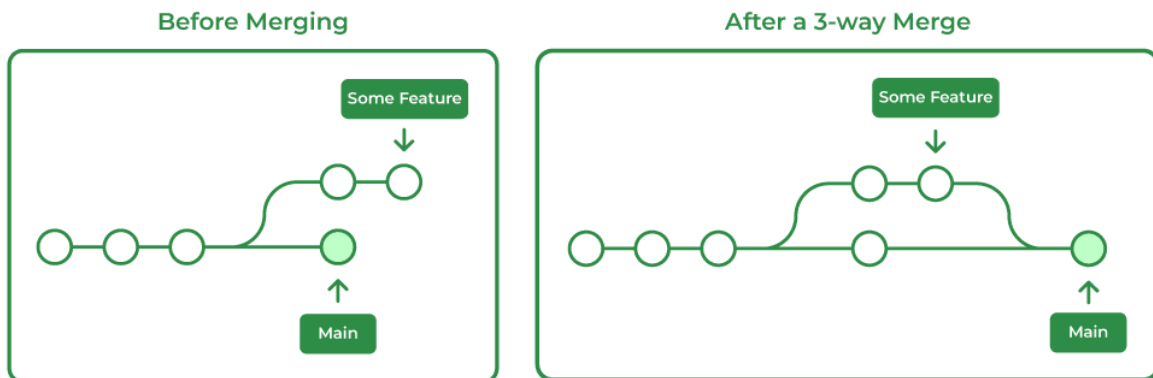 Before Merging
Some Feature
Main
After a 3-way Merge
Some Feature
Main